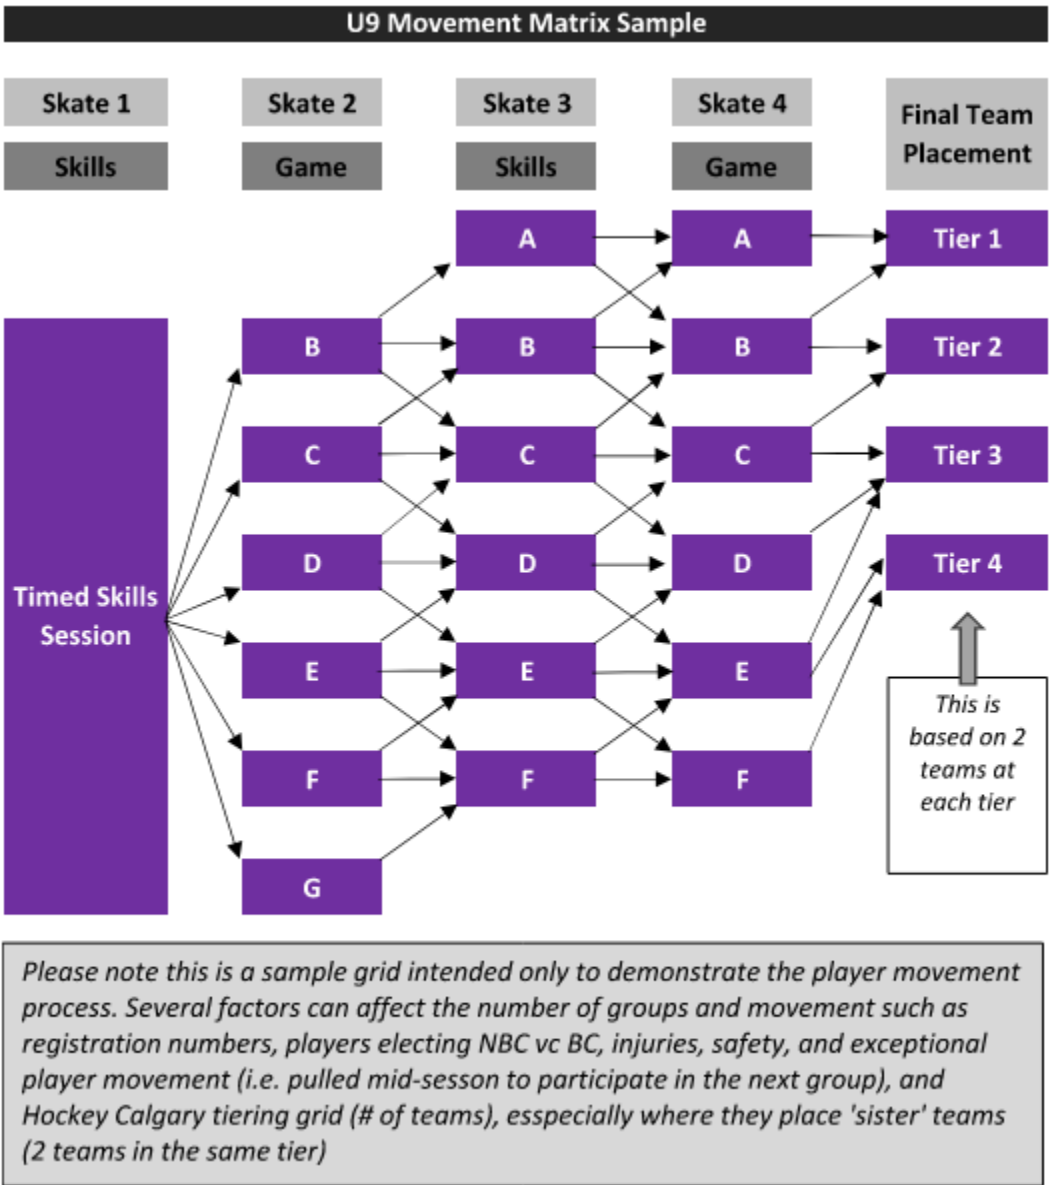 U9 Movement Matrix Sample
Skate 1
Skate 2
Skate 3
Skate 4
Final Team
Placement
Skills
Game
Skills
Game
A
A
Tier 1
B
B
B
Tier 2
C
C
C
Tier 3
D
D
D
Tier 4
Timed Skills
Session
E
E
E
This is
based on 2
teams at
each tier
F
F
F
G
Please note this is a sample grid intended only to demonstrate the player movement
process. Several factors can affect the number of groups and movement such as
registration numbers, players electing NBC vc BC, injuries, safety, and exceptional
player movement (i.e. pulled mid-sesson to participate in the next group), and
Hockey Calgary tiering grid (# of teams), esspecially where they place 'sister' teams
(2 teams in the same tier)